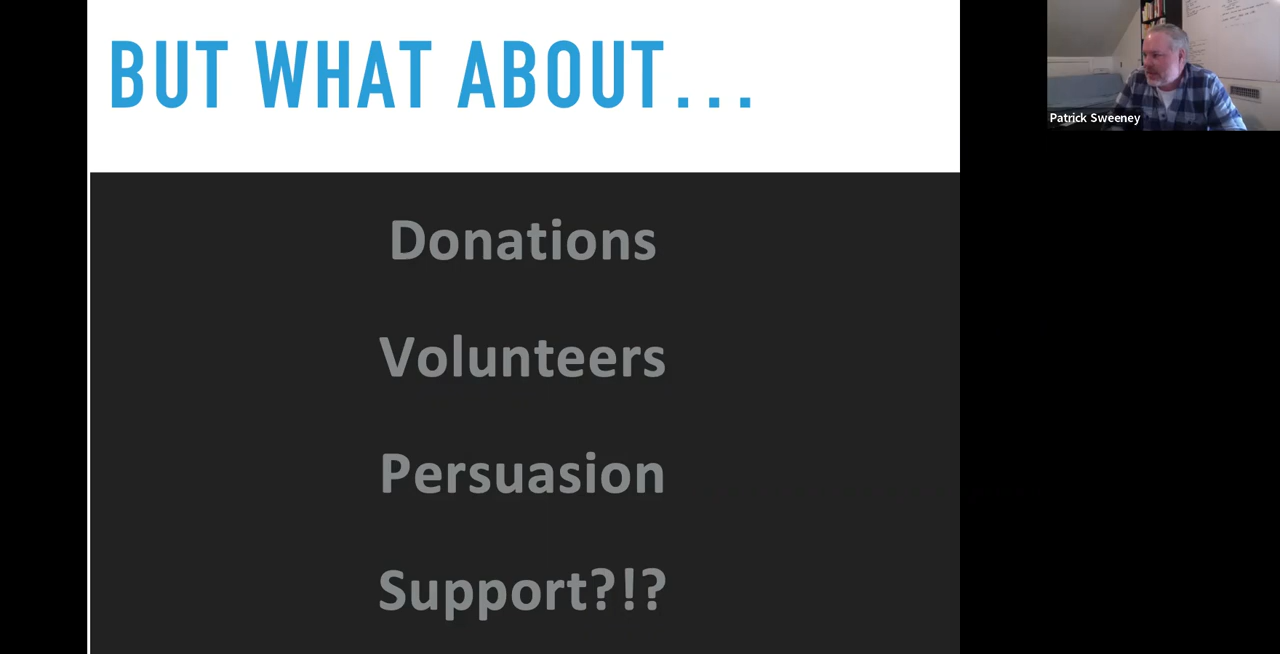 BUT WHAT ABOUT...
Donations
Volunteers
Persuasion
Support?!?
Patrick Sweeney